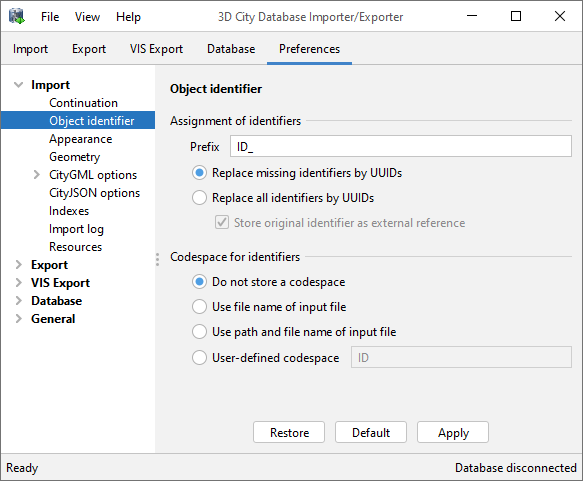 File View Help 3D City Database Importer/Exporter
Import Export VIS Export Database Preferences
Import
Continuation
Object identifier
Appearance
Geometry
CityGML options
CityJSON options
Indexes
Import log
Resources
Export
VIS Export
Database
General
Object identifier
Assignment of identifiers
Prefix ID_
Replace missing identifiers by UUIDs
Replace all identifiers by UUIDs
Store original identifier as external reference
Codespace for identifiers
Do not store a codespace
Use file name of input file
Use path and file name of input file
User-defined codespace ID
Restore Default Apply
Ready Database disconnected